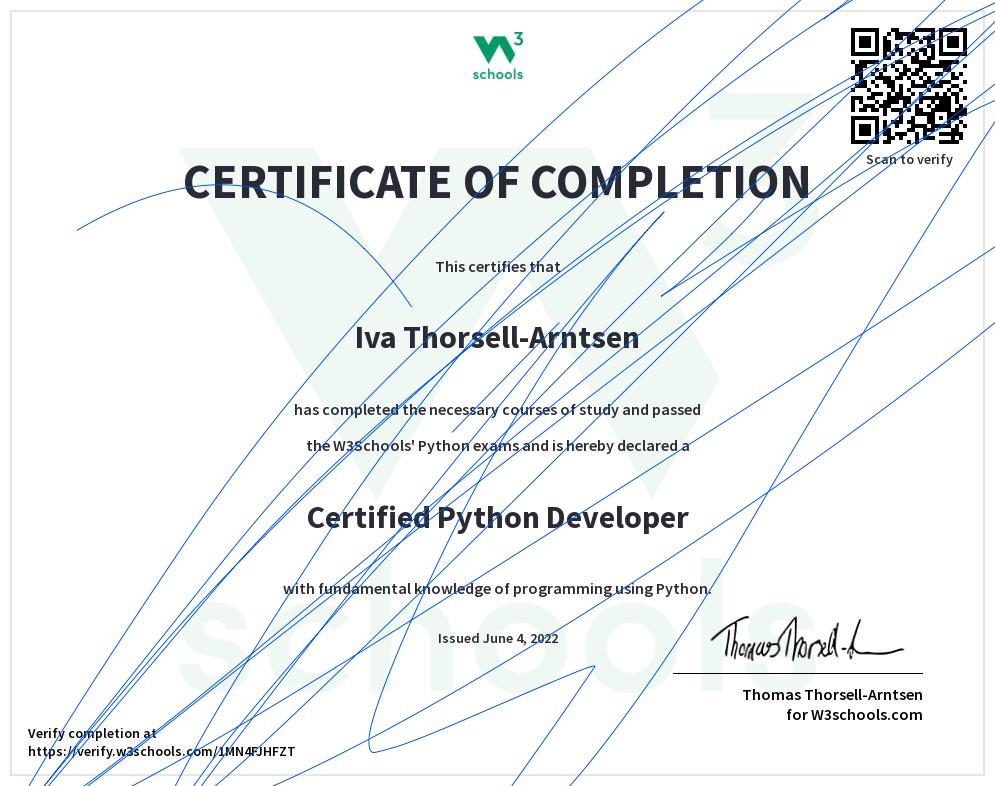 W3
schools
Scan to verify
CERTIFICATE OF COMPLETION
This certifies that
Iva Thorsell-Arntsen
has completed the necessary courses of study and passed
the W3Schools' Python exams and is hereby declared a
Certified Python Developer
with fundamental knowledge of programming using Python.
Issued June 4, 2022
Thomas Thorsell-A
Thomas Thorsell-Arntsen
for W3schools.com
Verify completion at
https://verify.w3schools.com/1MN4FJHFZT